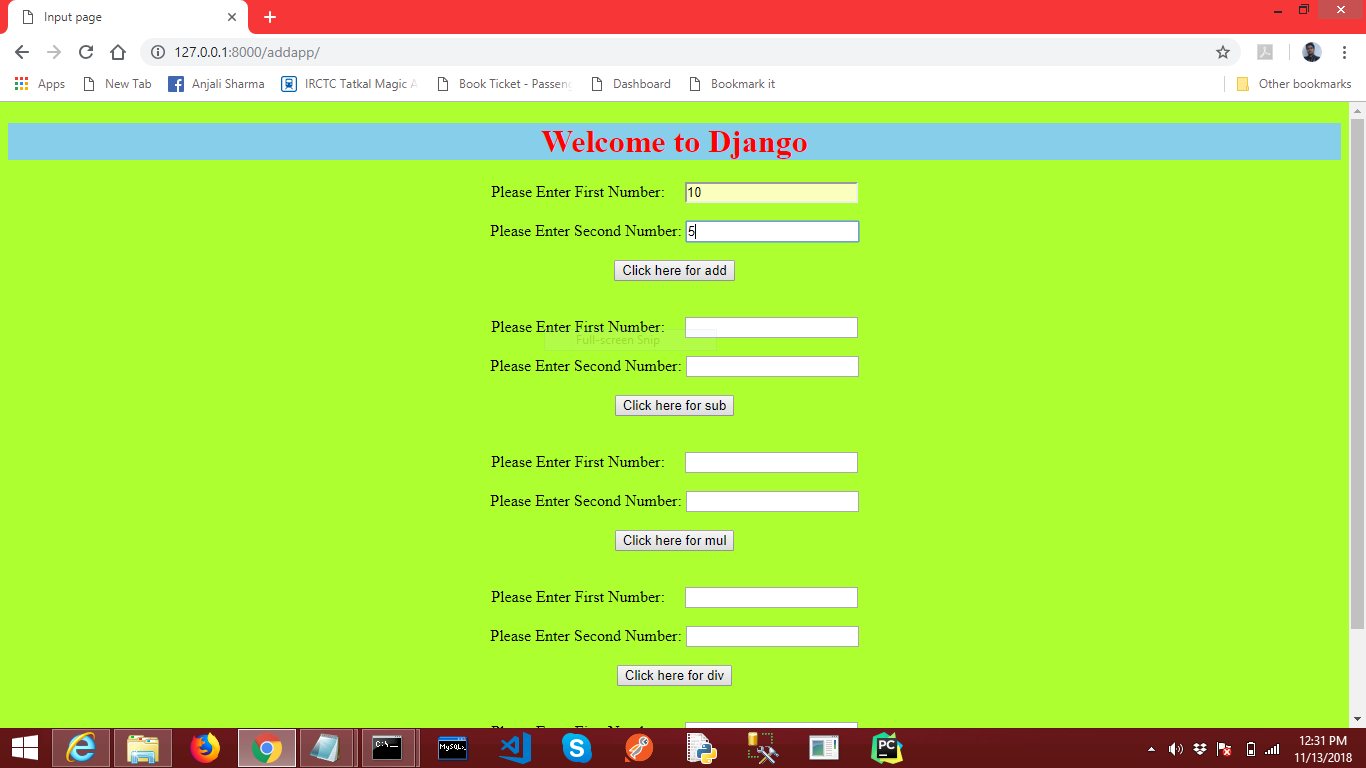 Input page
127.0.0.1:8000/addapp/
Apps New Tab Anjali Sharma IRCTC Tatkal Magic Book Ticket - Passen Dashboard Bookmark it Other bookmarks
Welcome to Django
Please Enter First Number: 10
Please Enter Second Number: 5
Click here for add
Please Enter First Number:
Full-screen Snip
Please Enter Second Number:
Click here for sub
Please Enter First Number:
Please Enter Second Number:
Click here for mul
Please Enter First Number:
Please Enter Second Number:
Click here for div
C:\
MySQL
PC
12:31 PM
11/13/2018